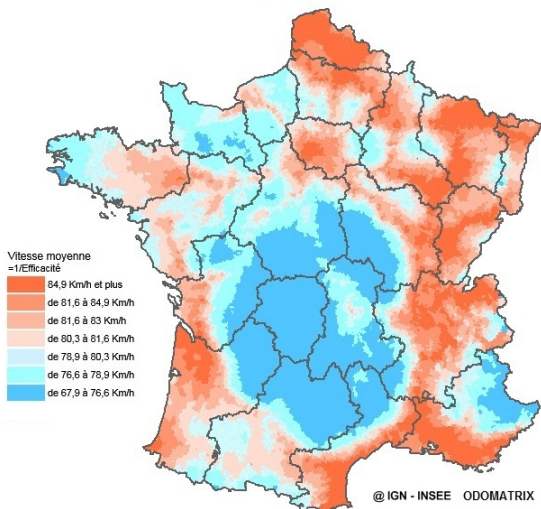 Vitesse moyenne
=1/Efficacité
84,9 Km/h et plus
de 81,6 à 84,9 Km/h
de 81,6 à 83 Km/h
de 80,3 à 81,6 Km/h
de 78,9 à 80,3 Km/h
de 76,6 à 78,9 Km/h
de 67,9 à 76,6 Km/h
@ IGN - INSEE ODOMATRIX